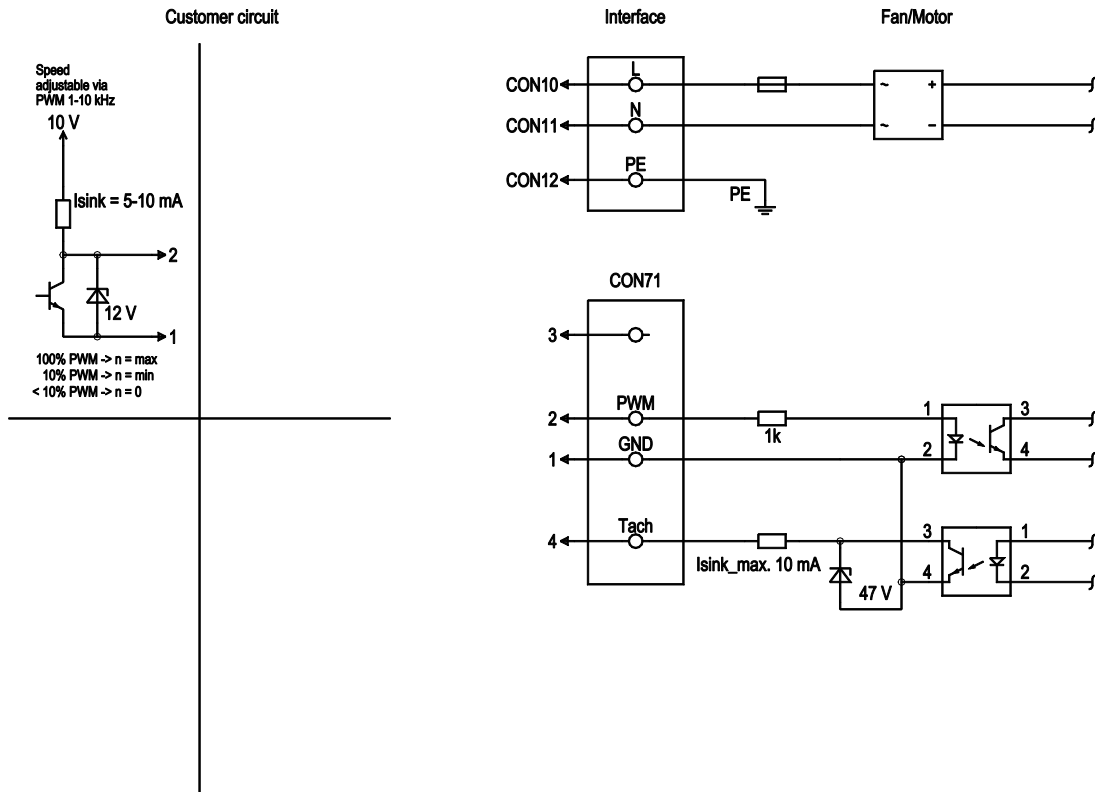 Customer circuit
Interface
Fan/Motor
Speed
adjustable via
PWM 1-10 kHz
10 V
Isink = 5-10 mA
2
12 V
1
100% PWM -> n = max
10% PWM -> n = min
< 10% PWM -> n = 0
CON10
L
~
+
CON11
N
~
–
CON12
PE
PE
CON71
3
2
PWM
1k
1
3
1
GND
2
4
4
Tach
Isink_max. 10 mA
47 V
3
1
4
2